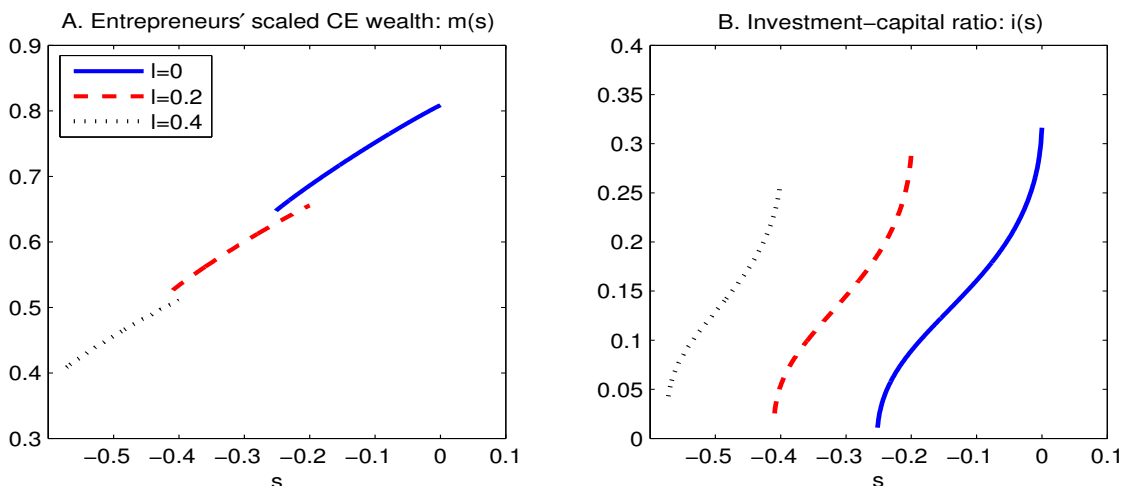 A. Entrepreneurs′ scaled CE wealth: m(s)
0.9
0.8
0.7
0.6
0.5
0.4
0.3
l=0
l=0.2
l=0.4
−0.5 −0.4 −0.3 −0.2 −0.1 0 0.1
s
B. Investment−capital ratio: i(s)
0.4
0.35
0.3
0.25
0.2
0.15
0.1
0.05
0
−0.5 −0.4 −0.3 −0.2 −0.1 0 0.1
s